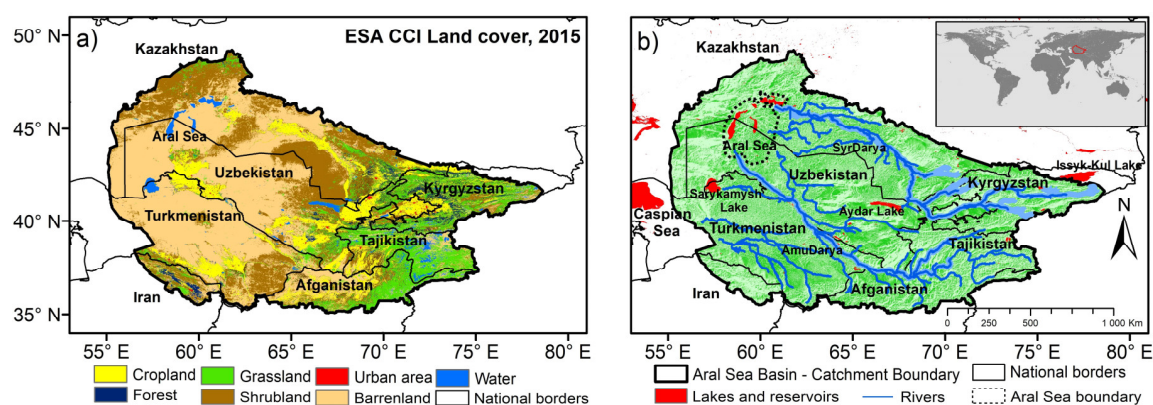 a)
ESA CCI Land cover, 2015
50° N
45° N
40° N
35° N
Kazakhstan
Aral Sea
Uzbekistan
Kyrgyzstan
Turkmenistan
Tajikistan
Afganistan
Iran
55° E 60° E 65° E 70° E 75° E 80° E
Cropland Grassland Urban area Water
Forest Shrubland Barrenland National borders
b)
50° N
45° N
40° N
35° N
Kazakhstan
Aral Sea
SyrDarya
Issyk-Kul Lake
Uzbekistan
Kyrgyzstan
Sarykamysh
Lake
Aydar Lake
Caspian
Sea
Turkmenistan
Tajikistan
AmuDarya
Iran
Afganistan
N
0 250 500 1 000 Km
55° E 60° E 65° E 70° E 75° E 80° E
Aral Sea Basin - Catchment Boundary National borders
Lakes and reservoirs Rivers Aral Sea boundary